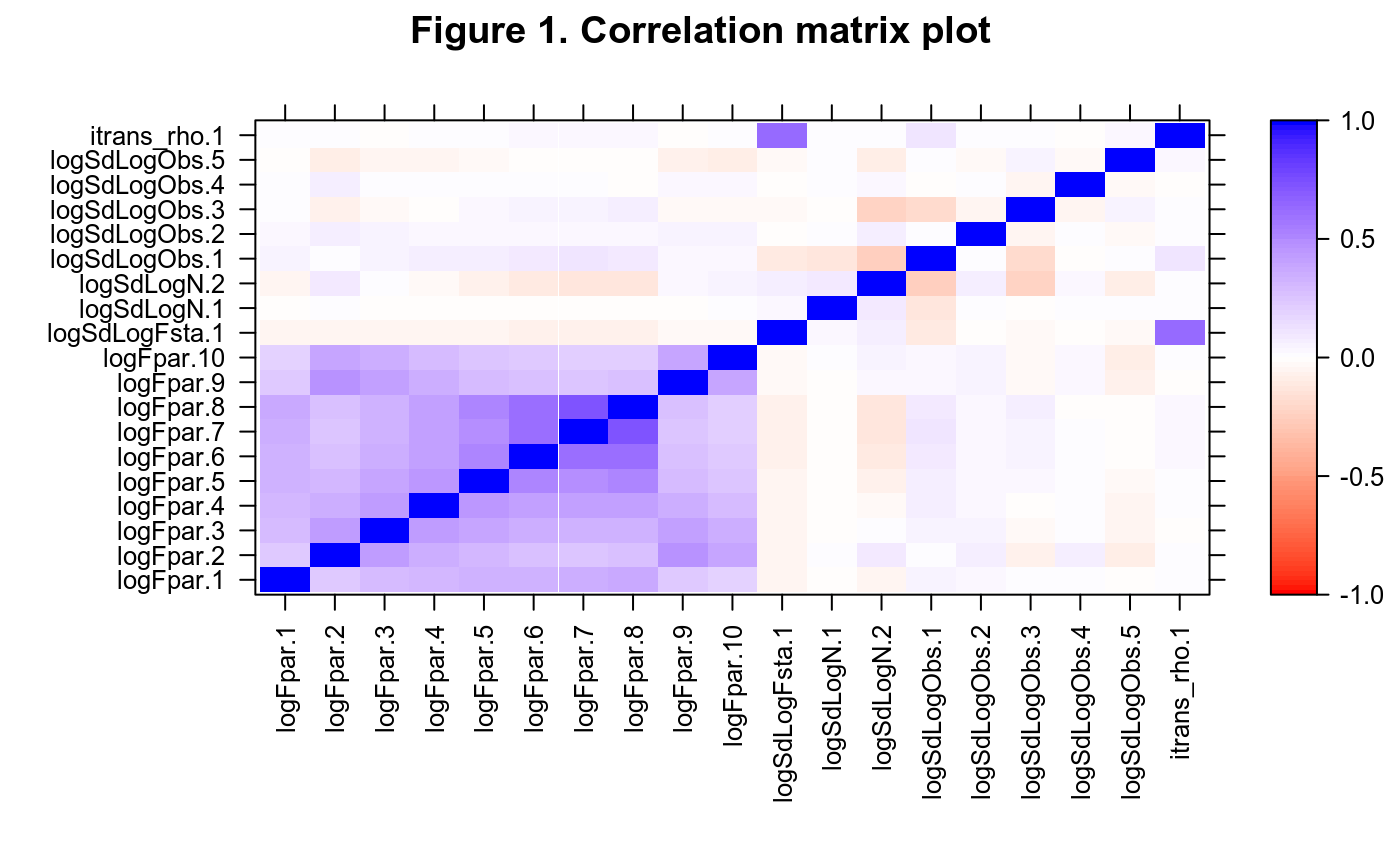 Figure 1. Correlation matrix plot
itrans_rho.1
logSdLogObs.5
logSdLogObs.4
logSdLogObs.3
logSdLogObs.2
logSdLogObs.1
logSdLogN.2
logSdLogN.1
logSdLogFsta.1
logFpar.10
logFpar.9
logFpar.8
logFpar.7
logFpar.6
logFpar.5
logFpar.4
logFpar.3
logFpar.2
logFpar.1
logFpar.1
logFpar.2
logFpar.3
logFpar.4
logFpar.5
logFpar.6
logFpar.7
logFpar.8
logFpar.9
logFpar.10
logSdLogFsta.1
logSdLogN.1
logSdLogN.2
logSdLogObs.1
logSdLogObs.2
logSdLogObs.3
logSdLogObs.4
logSdLogObs.5
itrans_rho.1
1.0
0.5
0.0
-0.5
-1.0